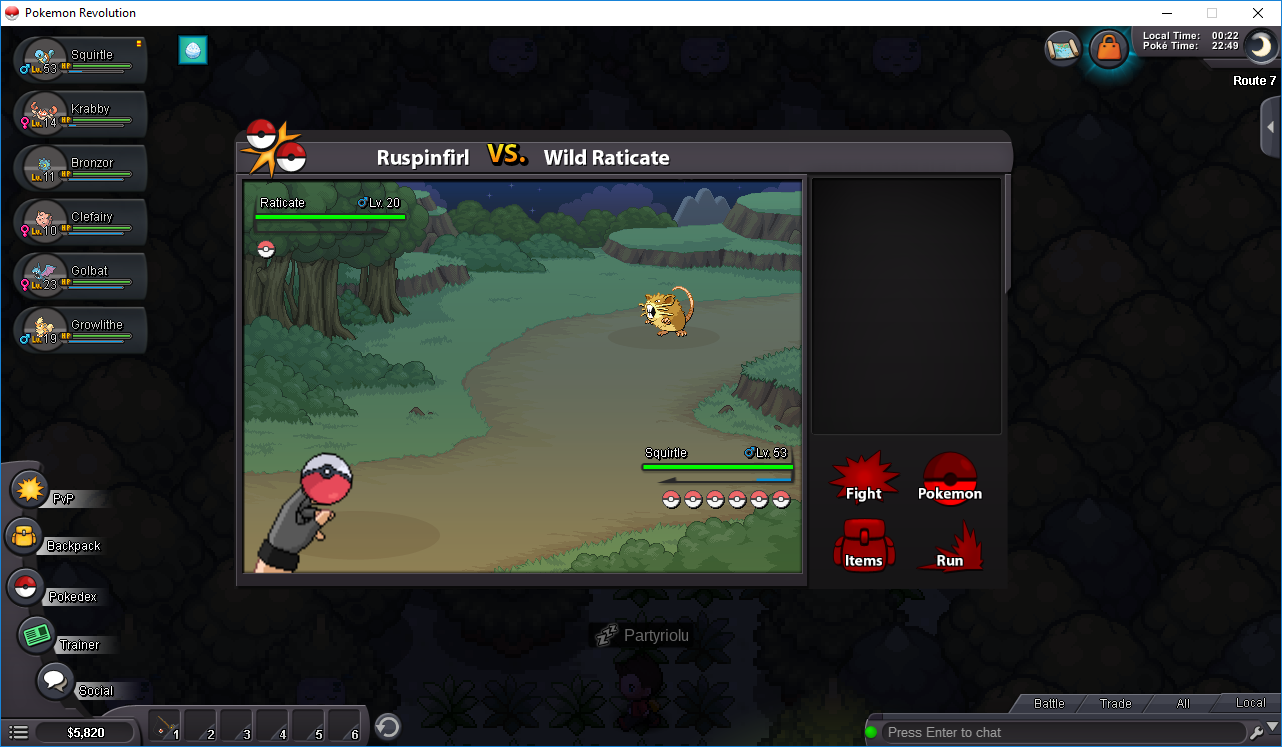 Pokemon Revolution
Squirtle
Lv.53
HP
Krabby
Lv.14
HP
Bronzor
Lv.11
HP
Clefairy
Lv.10
HP
Golbat
Lv.23
HP
Growlithe
Lv.19
HP
Local Time: 00:22
Poké Time: 22:49
Route 7
Ruspinfirl VS. Wild Raticate
Raticate ♂Lv. 20
Squirtle ♂Lv. 53
Fight
Pokemon
Items
Run
PvP
Backpack
Pokedex
Trainer
Social
zzz Partyriolu
$5,820
1 2 3 4 5 6
Battle Trade All Local
Press Enter to chat